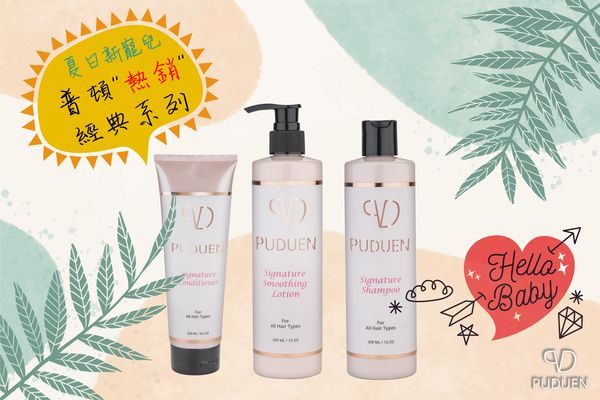 夏日新寵兒
普頓"熱銷"
經典系列
PUDUEN
Signature
Conditioner
For
All Hair Types
PUDUEN
Signature
Smoothing
Lotion
For
All Hair Types
350 ML / 12 OZ
PUDUEN
Signature
Shampoo
For
All Hair Types
350 ML / 12 OZ
Hello
Baby
PUDUEN